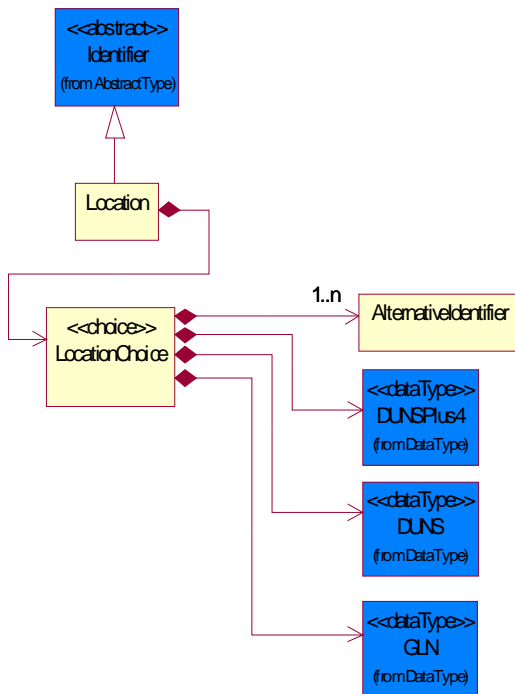 <<abstract>>
Identifier
(from AbstractType)
Location
1..n
<<choice>>
LocationChoice
AlternativeIdentifier
<<dataType>>
DUNSPlus4
(from DataType)
<<dataType>>
DUNS
(from DataType)
<<dataType>>
GLN
(from DataType)